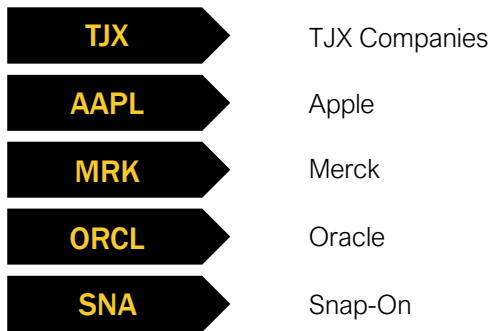 TJX TJX Companies
AAPL Apple
MRK Merck
ORCL Oracle
SNA Snap-On